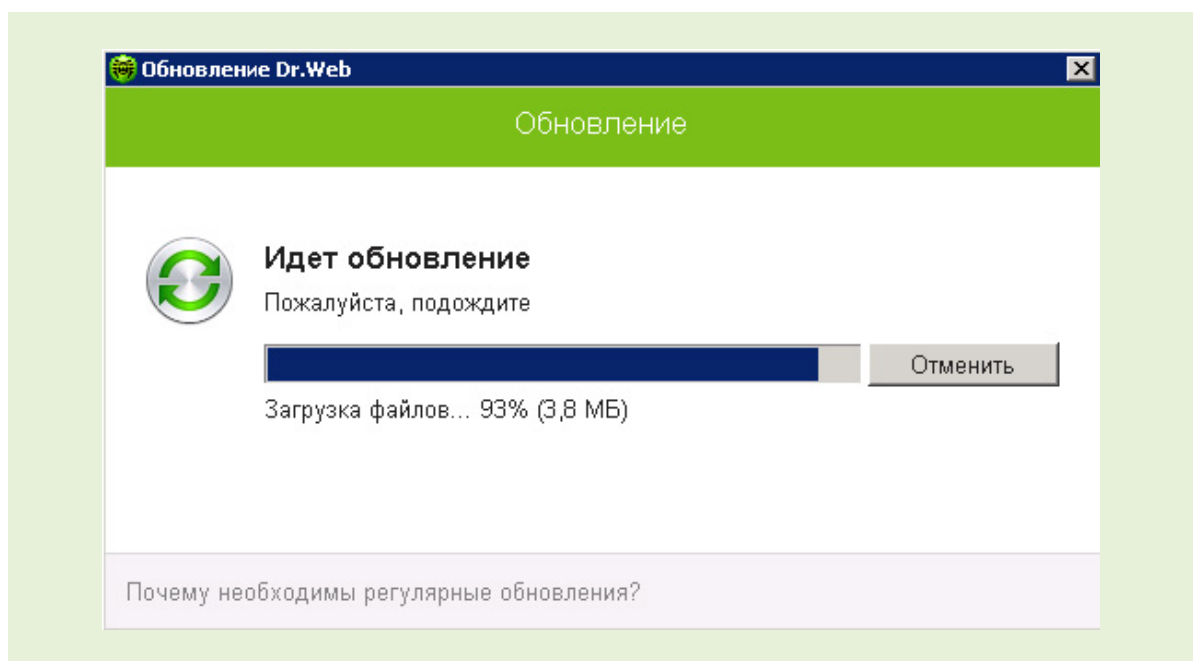 Обновление Dr.Web
Обновление
Идет обновление
Пожалуйста, подождите
Отменить
Загрузка файлов... 93% (3,8 МБ)
Почему необходимы регулярные обновления?